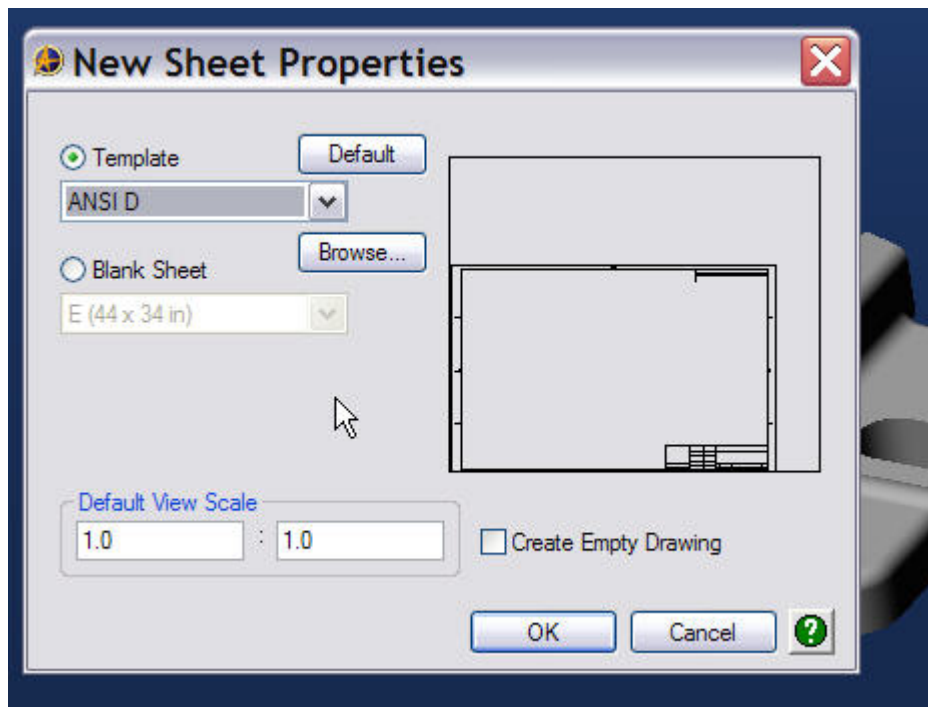 New Sheet Properties
Template
Default
ANSI D
Browse...
Blank Sheet
E (44 x 34 in)
Default View Scale
1.0 : 1.0
Create Empty Drawing
OK
Cancel
?